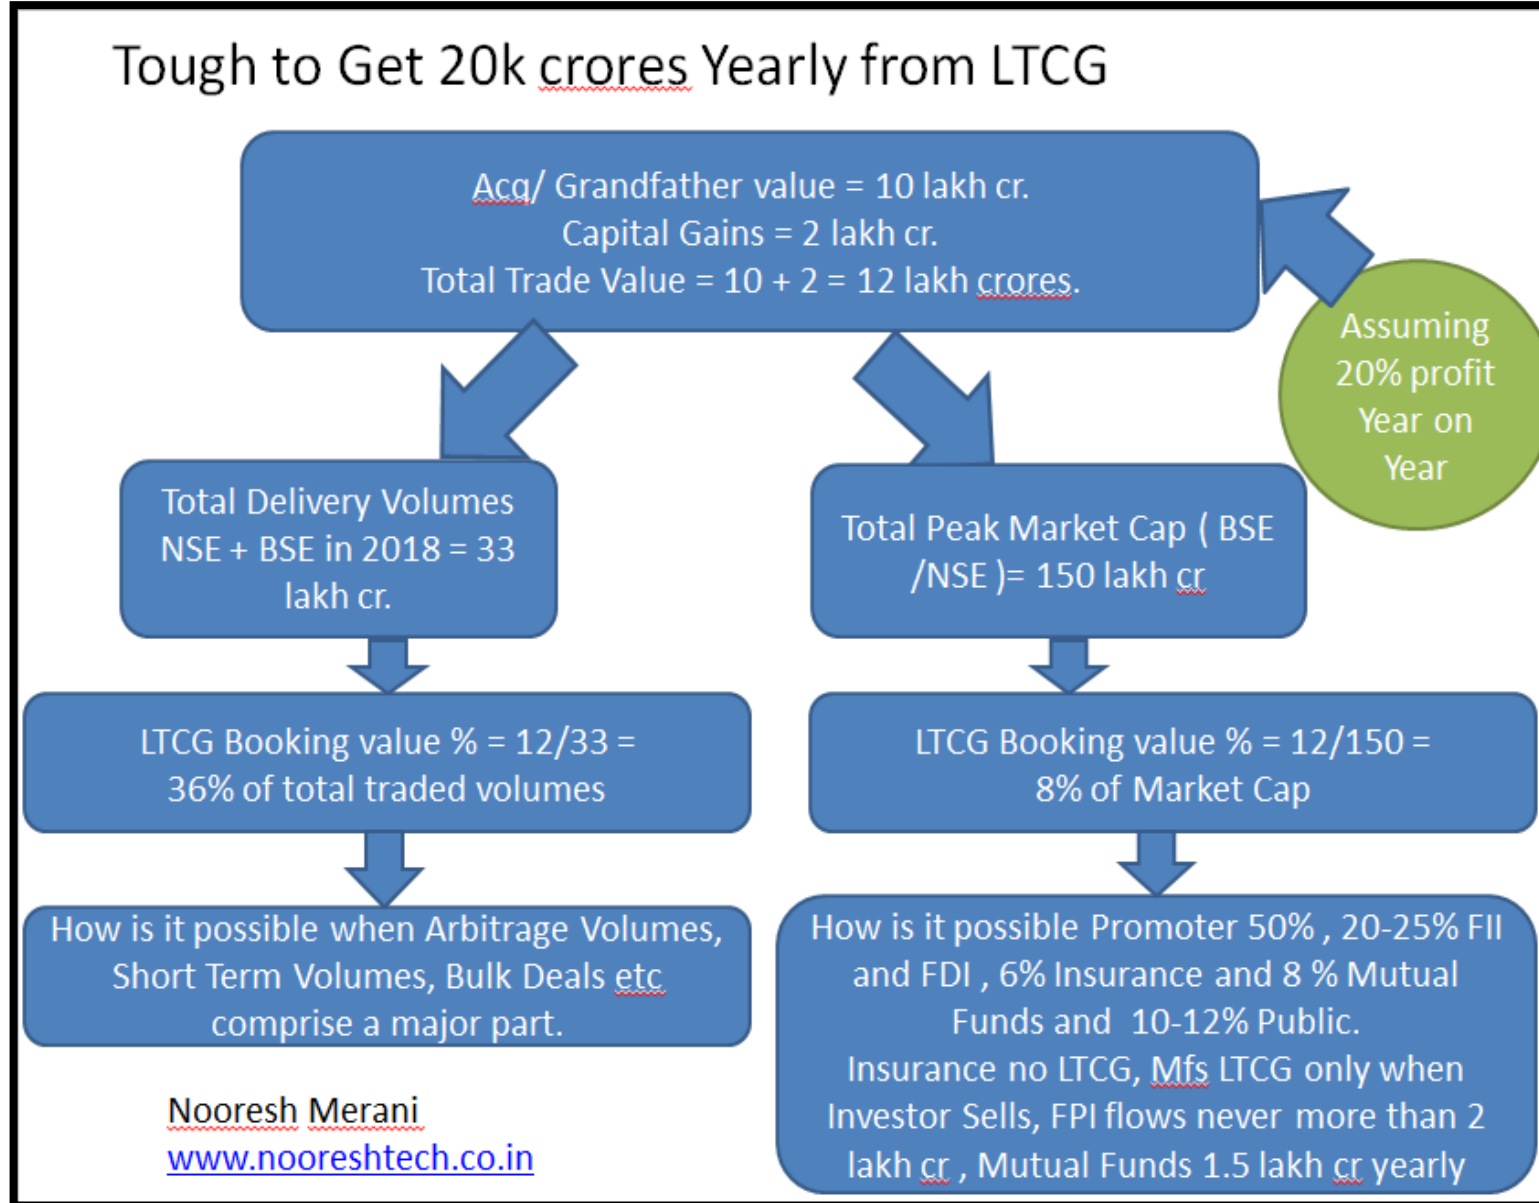 Tough to Get 20k crores Yearly from LTCG
Acq/ Grandfather value = 10 lakh cr.
Capital Gains = 2 lakh cr.
Total Trade Value = 10 + 2 = 12 lakh crores.
Assuming
20% profit
Year on
Year
Total Delivery Volumes
NSE + BSE in 2018 = 33
lakh cr.
Total Peak Market Cap ( BSE
/NSE )= 150 lakh cr
LTCG Booking value % = 12/33 =
36% of total traded volumes
LTCG Booking value % = 12/150 =
8% of Market Cap
How is it possible when Arbitrage Volumes,
Short Term Volumes, Bulk Deals etc
comprise a major part.
How is it possible Promoter 50% , 20-25% FII
and FDI , 6% Insurance and 8 % Mutual
Funds and 10-12% Public.
Insurance no LTCG, Mfs LTCG only when
Investor Sells, FPI flows never more than 2
lakh cr , Mutual Funds 1.5 lakh cr yearly
Nooresh Merani
www.nooreshtech.co.in